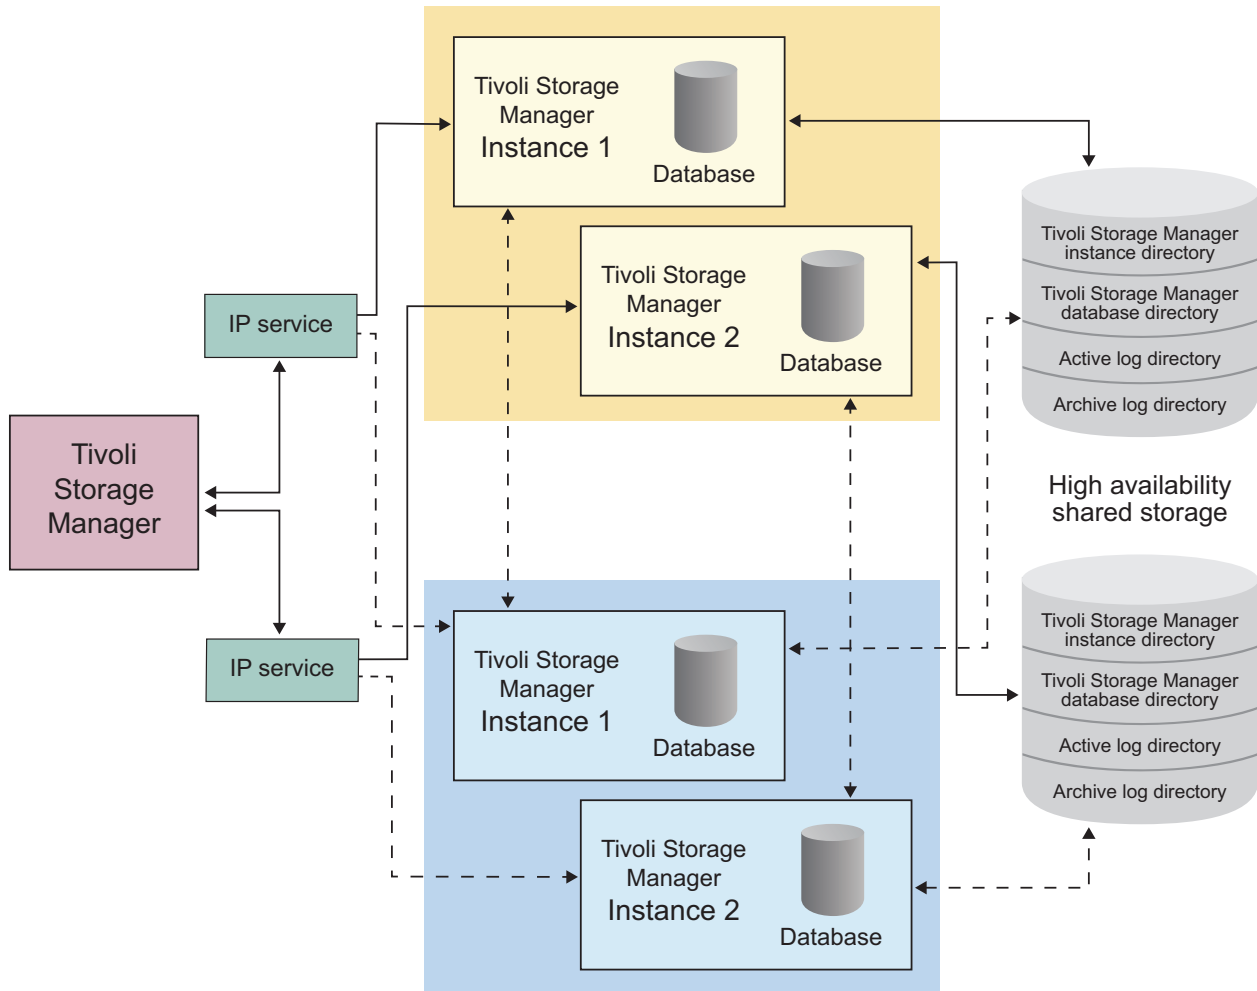 Tivoli Storage
Manager
Instance 1
Database
Tivoli Storage
Manager
Instance 2
Database
IP service
Tivoli
Storage
Manager
IP service
Tivoli Storage
Manager
Instance 1
Database
Tivoli Storage
Manager
Instance 2
Database
Tivoli Storage Manager
instance directory
Tivoli Storage Manager
database directory
Active log directory
Archive log directory
High availability
shared storage
Tivoli Storage Manager
instance directory
Tivoli Storage Manager
database directory
Active log directory
Archive log directory